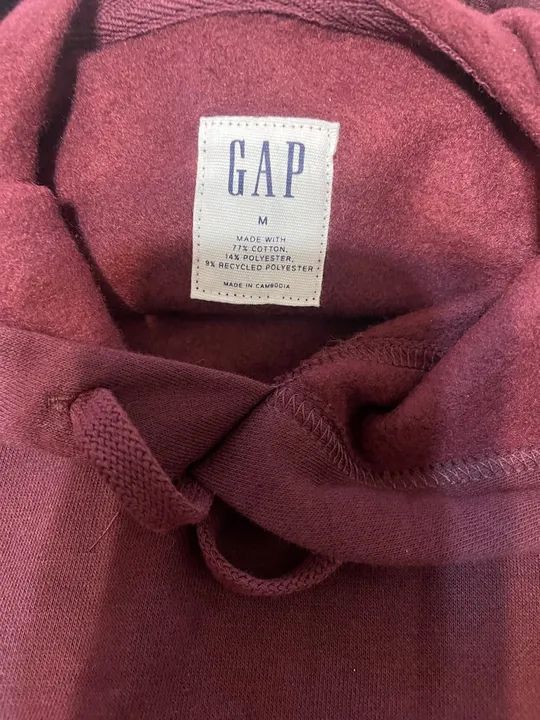 GAP
M
MADE WITH
77% COTTON,
14% POLYESTER,
9% RECYCLED POLYESTER
MADE IN CAMBODIA